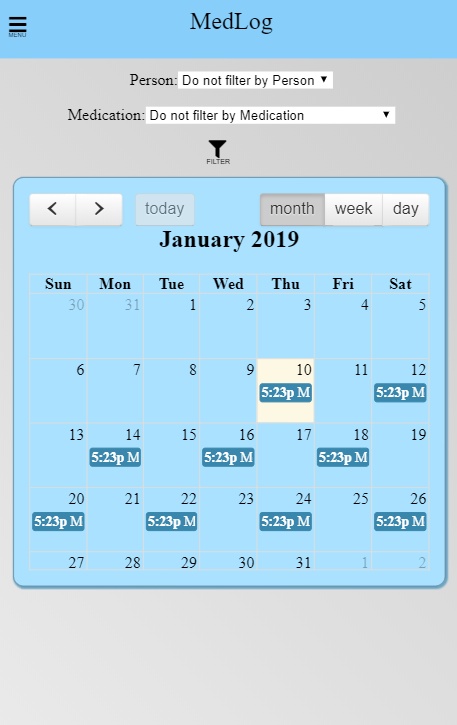 MedLog
MENU
Person: Do not filter by Person
Medication: Do not filter by Medication
FILTER
today month week day
January 2019
Sun Mon Tue Wed Thu Fri Sat
30 31 1 2 3 4 5
6 7 8 9 10 11 12
5:23p M 5:23p M
13 14 15 16 17 18 19
5:23p M 5:23p M 5:23p M
20 21 22 23 24 25 26
5:23p M 5:23p M 5:23p M 5:23p M
27 28 29 30 31 1 2